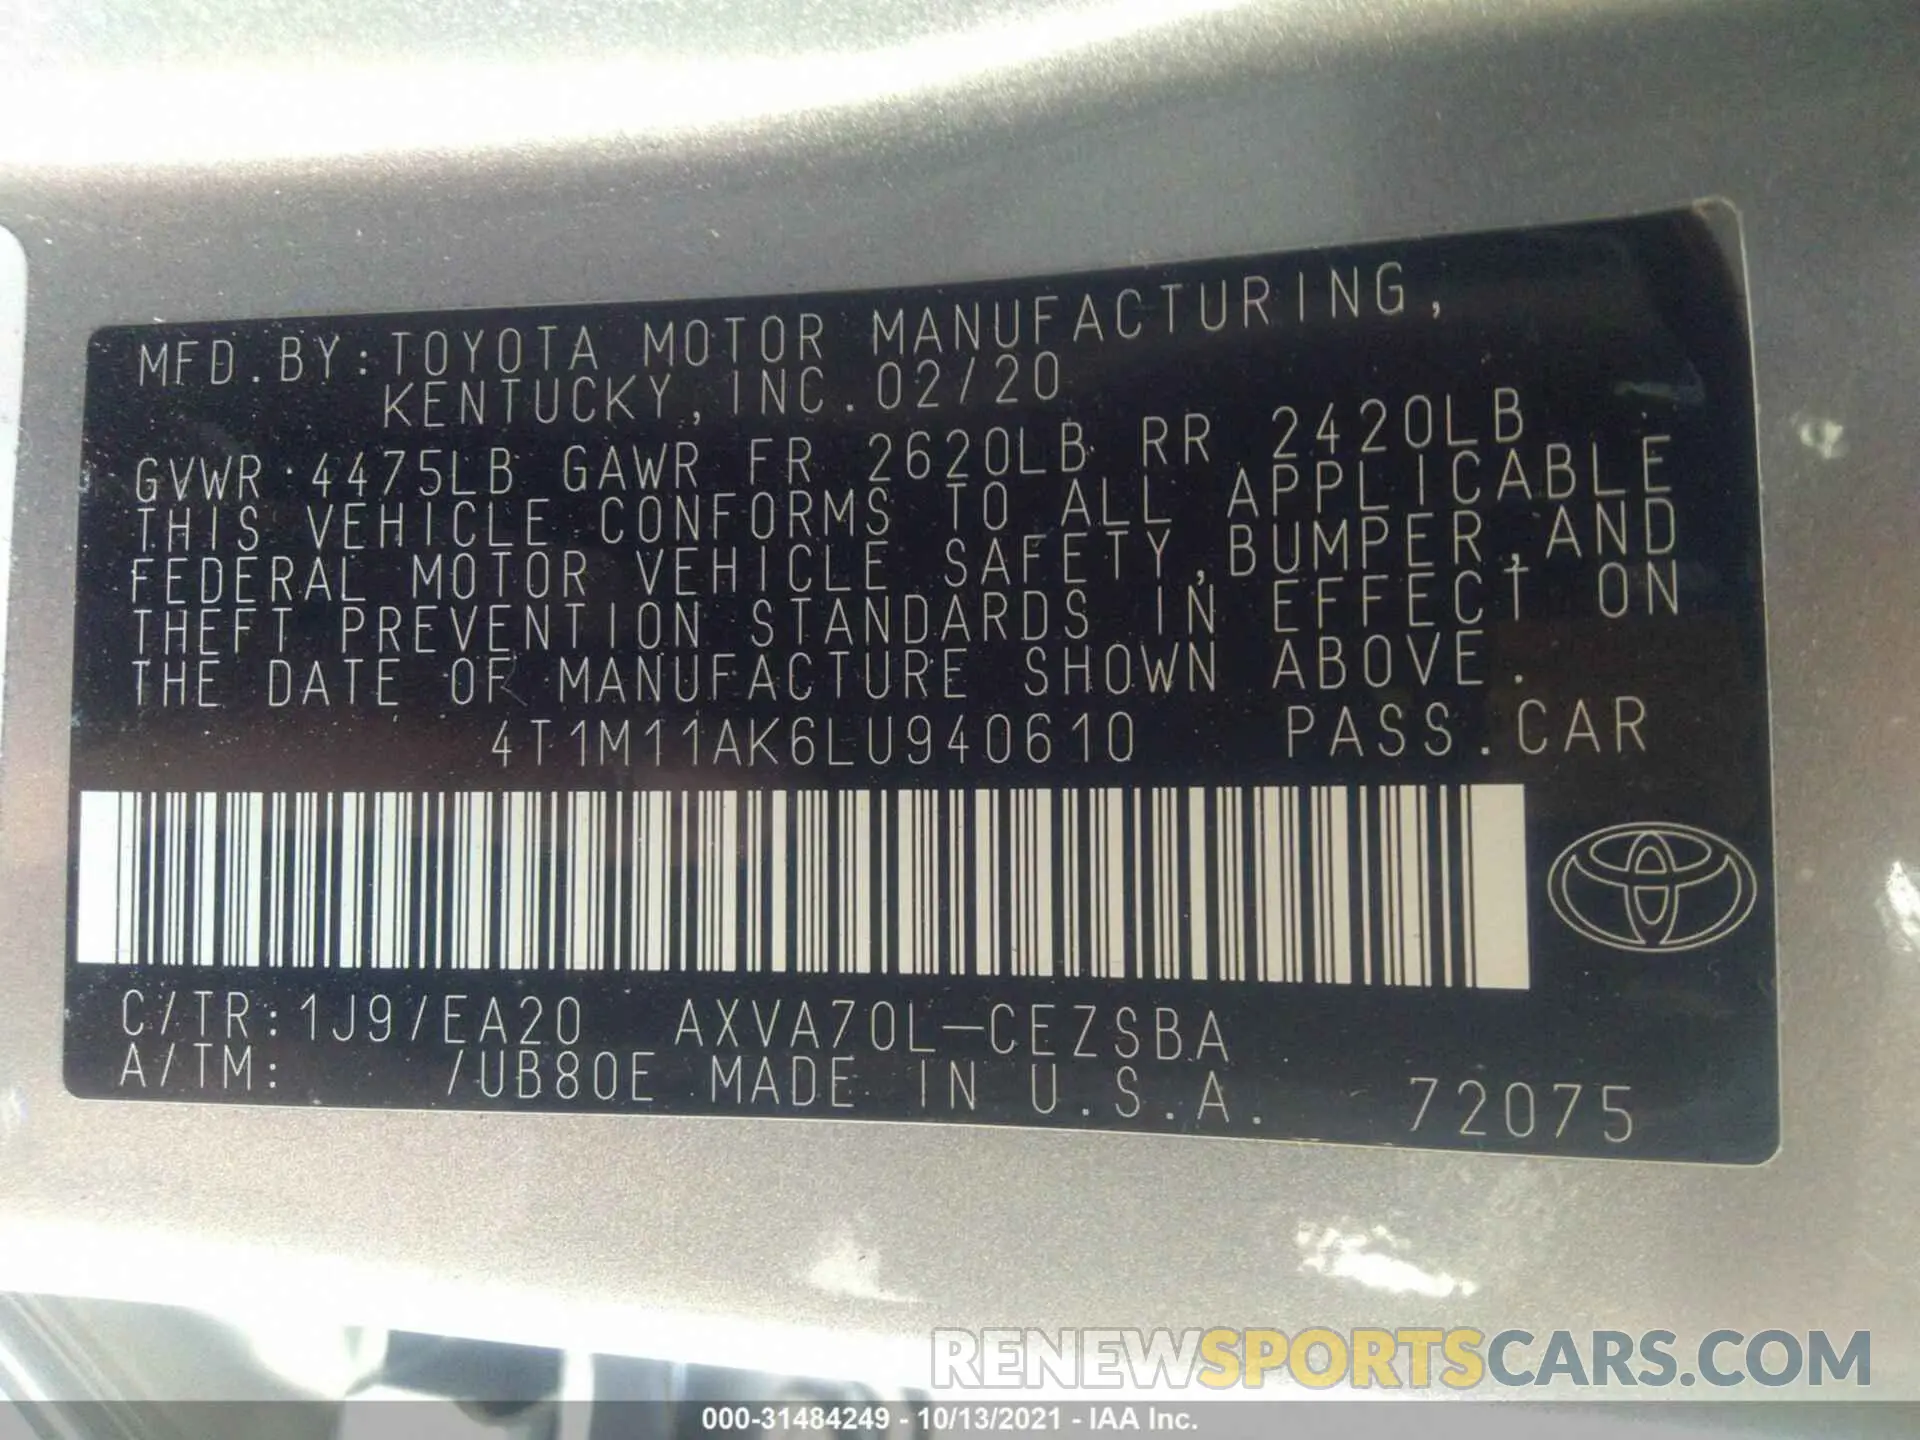 MFD.BY:TOYOTA MOTOR MANUFACTURING,
KENTUCKY,INC.02/20
GVWR 4475LB GAWR FR 2620LB RR 2420LB
THIS VEHICLE CONFORMS TO ALL APPLICABLE
FEDERAL MOTOR VEHICLE SAFETY,BUMPER,AND
THEFT PREVENTION STANDARDS IN EFFECT ON
THE DATE OF MANUFACTURE SHOWN ABOVE.
4T1M11AK6LU940610 PASS.CAR
C/TR:1J9/EA20 AXVA70L-CEZSBA
A/TM: /UB80E MADE IN U.S.A. 72075
RENEWSPORTSCARS.COM
000-31484249 - 10/13/2021 - IAA Inc.